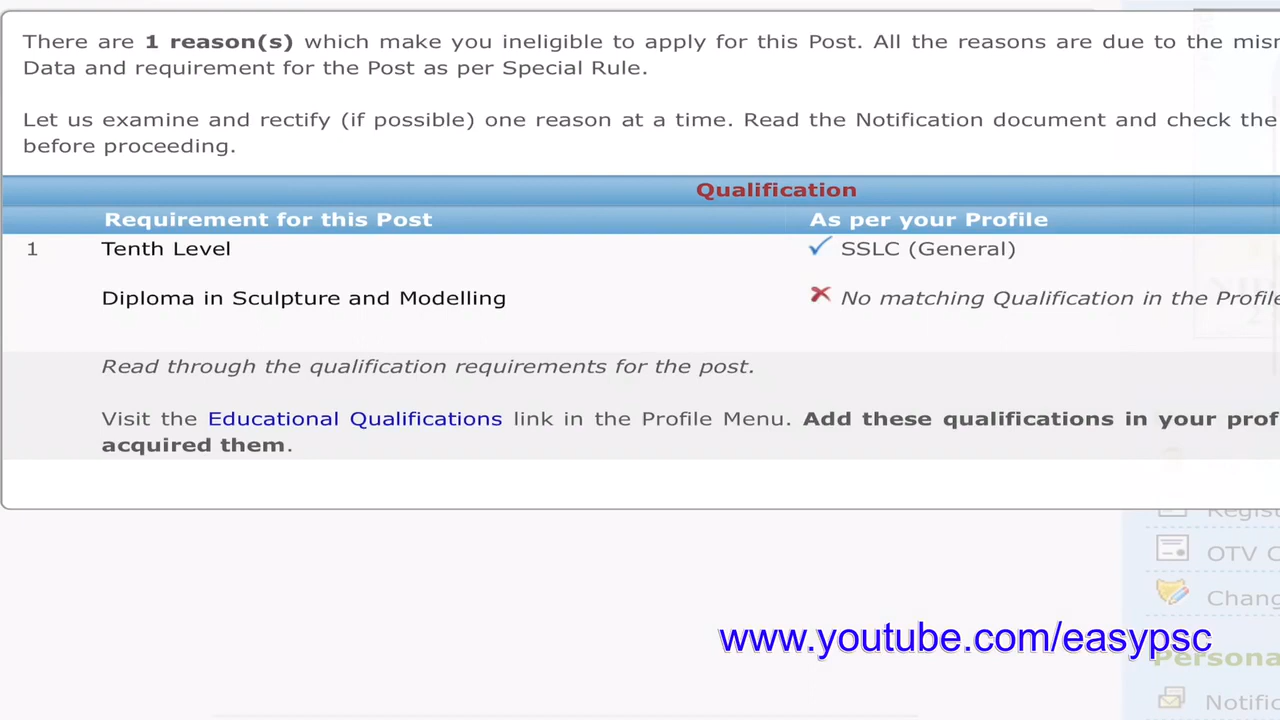 There are 1 reason(s) which make you ineligible to apply for this Post. All the reasons are due to the
Data and requirement for the Post as per Special Rule.
Let us examine and rectify (if possible) one reason at a time. Read the Notification document and check the
before proceeding.
Qualification
Requirement for this Post As per your Profile
1 Tenth Level SSLC (General)
Diploma in Sculpture and Modelling No matching Qualification in the Profile
Read through the qualification requirements for the post.
Visit the Educational Qualifications link in the Profile Menu. Add these qualifications in your prof
acquired them.
OTV C
Chang
www.youtube.com/easypsc
Persona
Notific